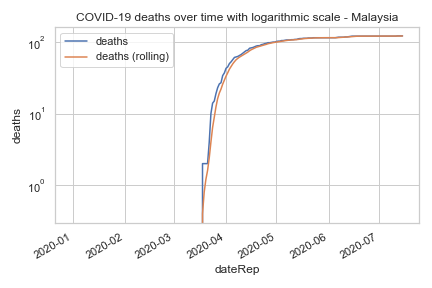 COVID-19 deaths over time with logarithmic scale - Malaysia
deaths
deaths (rolling)
10²
10¹
10⁰
deaths
2020-01
2020-02
2020-03
2020-04
2020-05
2020-06
2020-07
dateRep